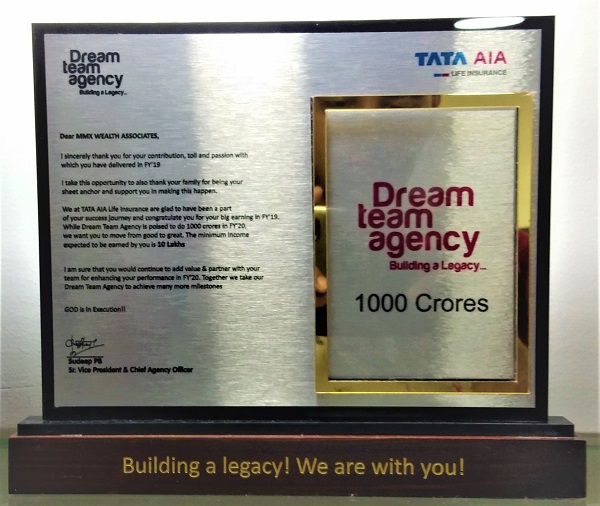 Dream
team
agency
Building a Legacy...
TATA AIA
LIFE INSURANCE
Dear MMX WEALTH ASSOCIATES,
I sincerely thank you for your contribution, toil and passion with
which you have delivered in FY'19
I take this opportunity to also thank your family for being your
sheet anchor and support you in making this happen.
We at TATA AIA Life Insurance are glad to have been a part
of your success journey and congratulate you for your big earning in FY'19.
While Dream Team Agency is poised to do 1000 crores in FY'20,
we want you to move from good to great. The minimum income
expected to be earned by you is 10 Lakhs
I am sure that you would continue to add value & partner with your
team for enhancing your performance in FY'20. Together we take our
Dream Team Agency to achieve many more milestones
GOD is in Execution!!
Sudeep PB
Sr. Vice President & Chief Agency Officer
Dream
team
agency
Building a Legacy...
1000 Crores
Building a legacy! We are with you!